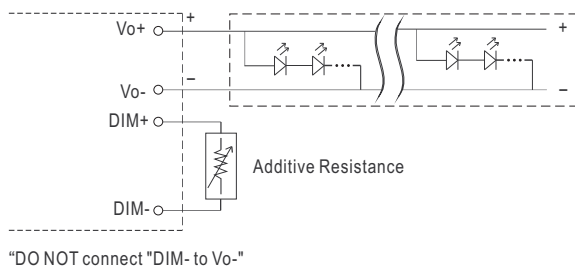 Vo+
+
+
Vo-
–
–
DIM+
Additive Resistance
DIM-
“DO NOT connect "DIM- to Vo-"